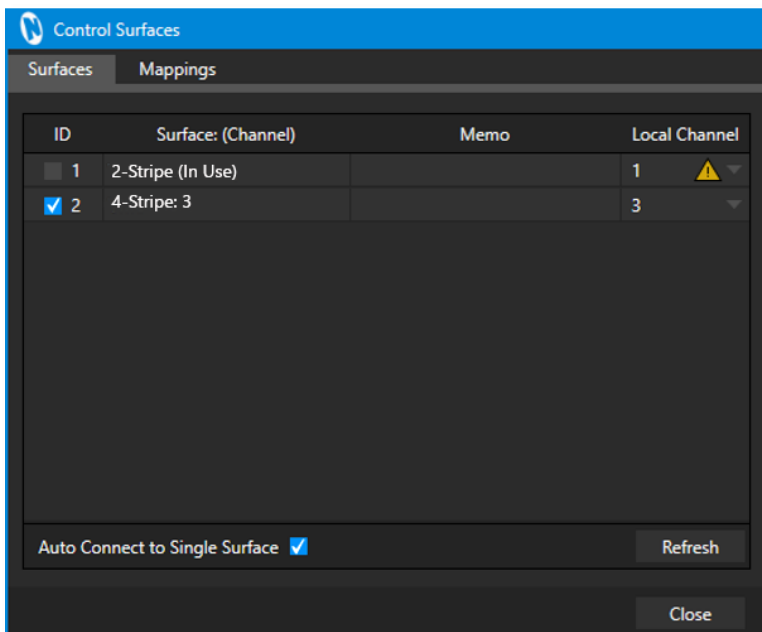 Control Surfaces
Surfaces Mappings
ID Surface: (Channel) Memo Local Channel
1 2-Stripe (In Use) 1
2 4-Stripe: 3 3
Auto Connect to Single Surface Refresh
Close